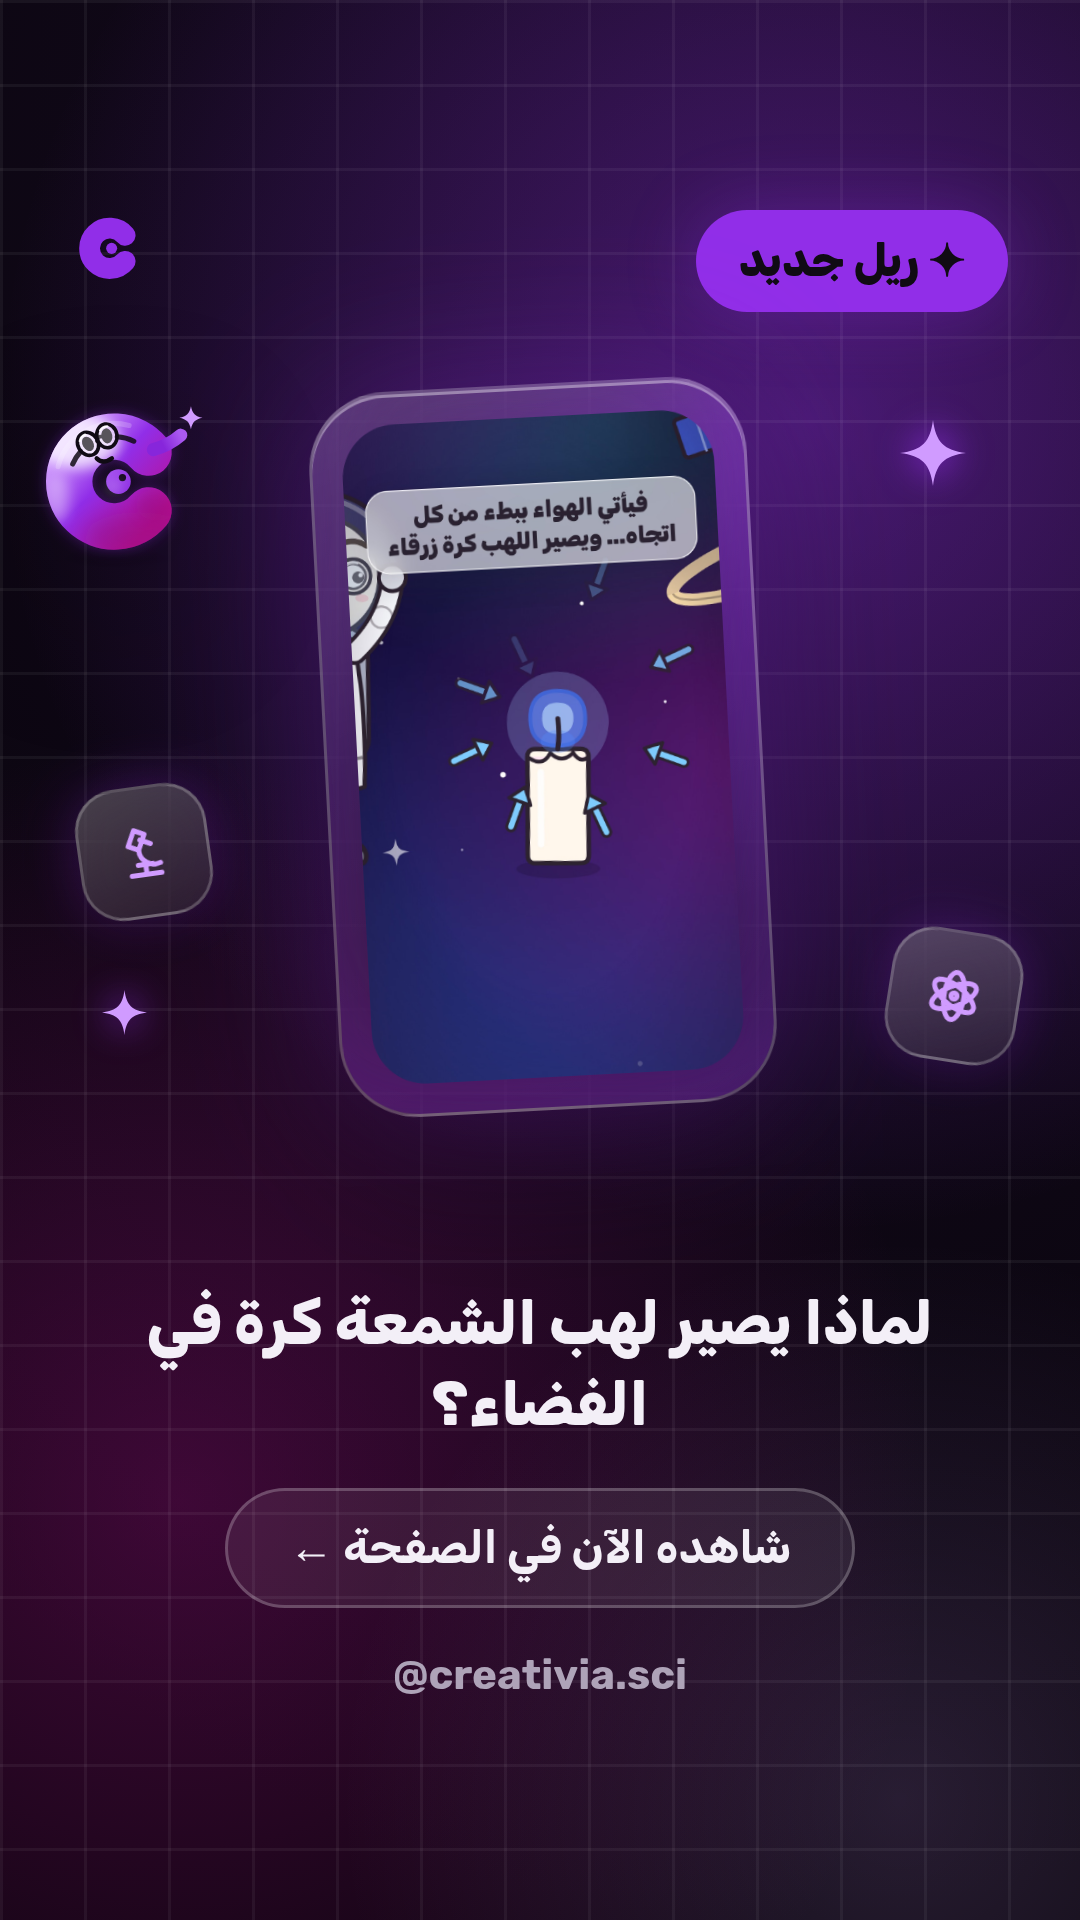 ريل جديد
فيأتي الهواء ببطء من كل
اتجاه... ويصير اللهب كرة زرقاء
لماذا يصير لهب الشمعة كرة في
الفضاء؟
شاهده الآن في الصفحة ←
@creativia.sci